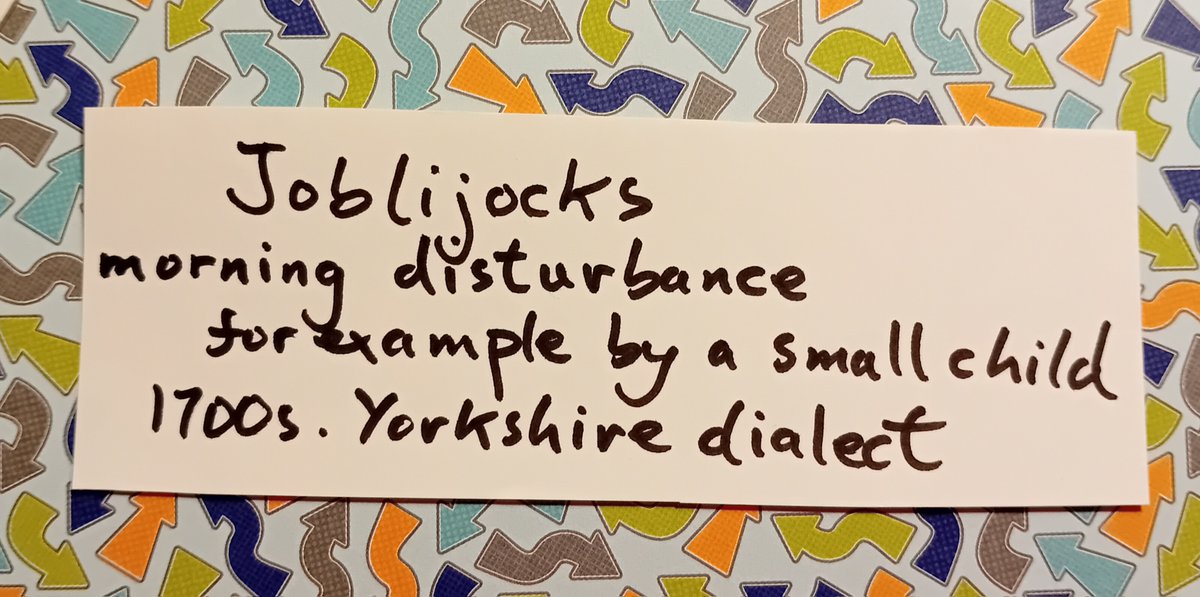 Joblijocks
morning disturbance
for example by a small child
1700s. Yorkshire dialect